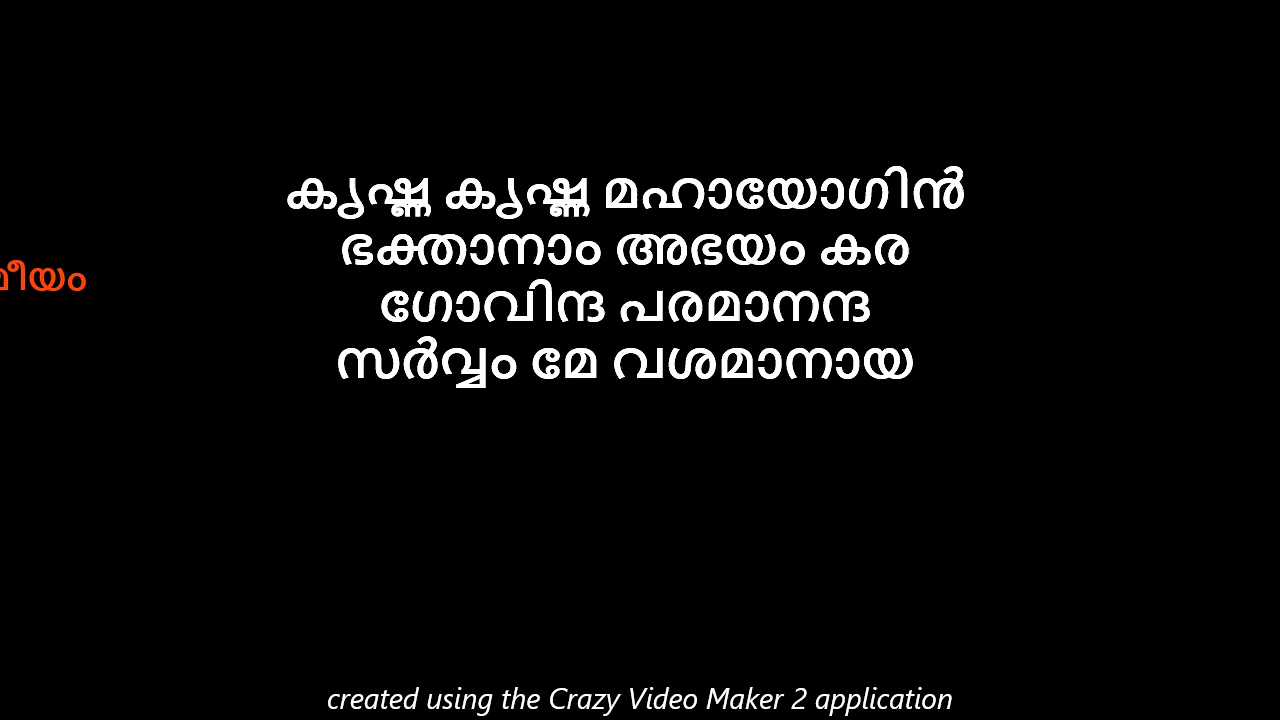 കൃഷ്ണ കൃഷ്ണ മഹായോഗിൻ
ഭക്താനാം അഭയം കര
ഗോവിന്ദ പരമാനന്ദ
സർവ്വം മേ വശമാനായ
created using the Crazy Video Maker 2 application